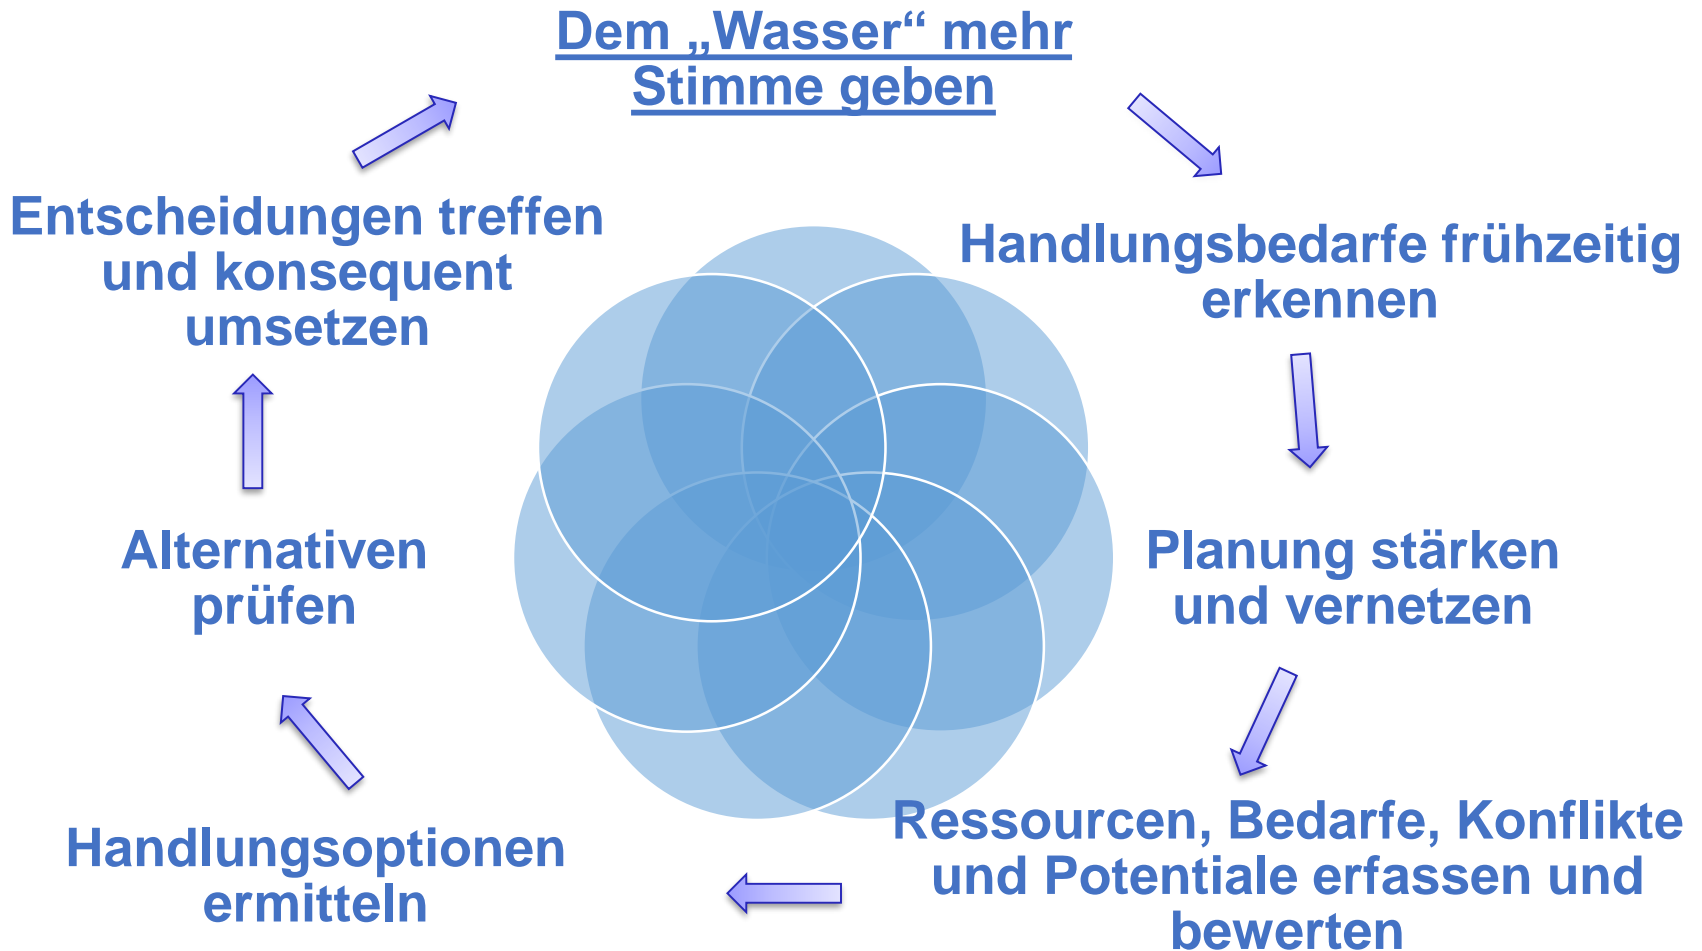 Dem „Wasser“ mehr
Stimme geben
Handlungsbedarfe frühzeitig
erkennen
Planung stärken
und vernetzen
Ressourcen, Bedarfe, Konflikte
und Potentiale erfassen und
bewerten
Handlungsoptionen
ermitteln
Alternativen
prüfen
Entscheidungen treffen
und konsequent
umsetzen